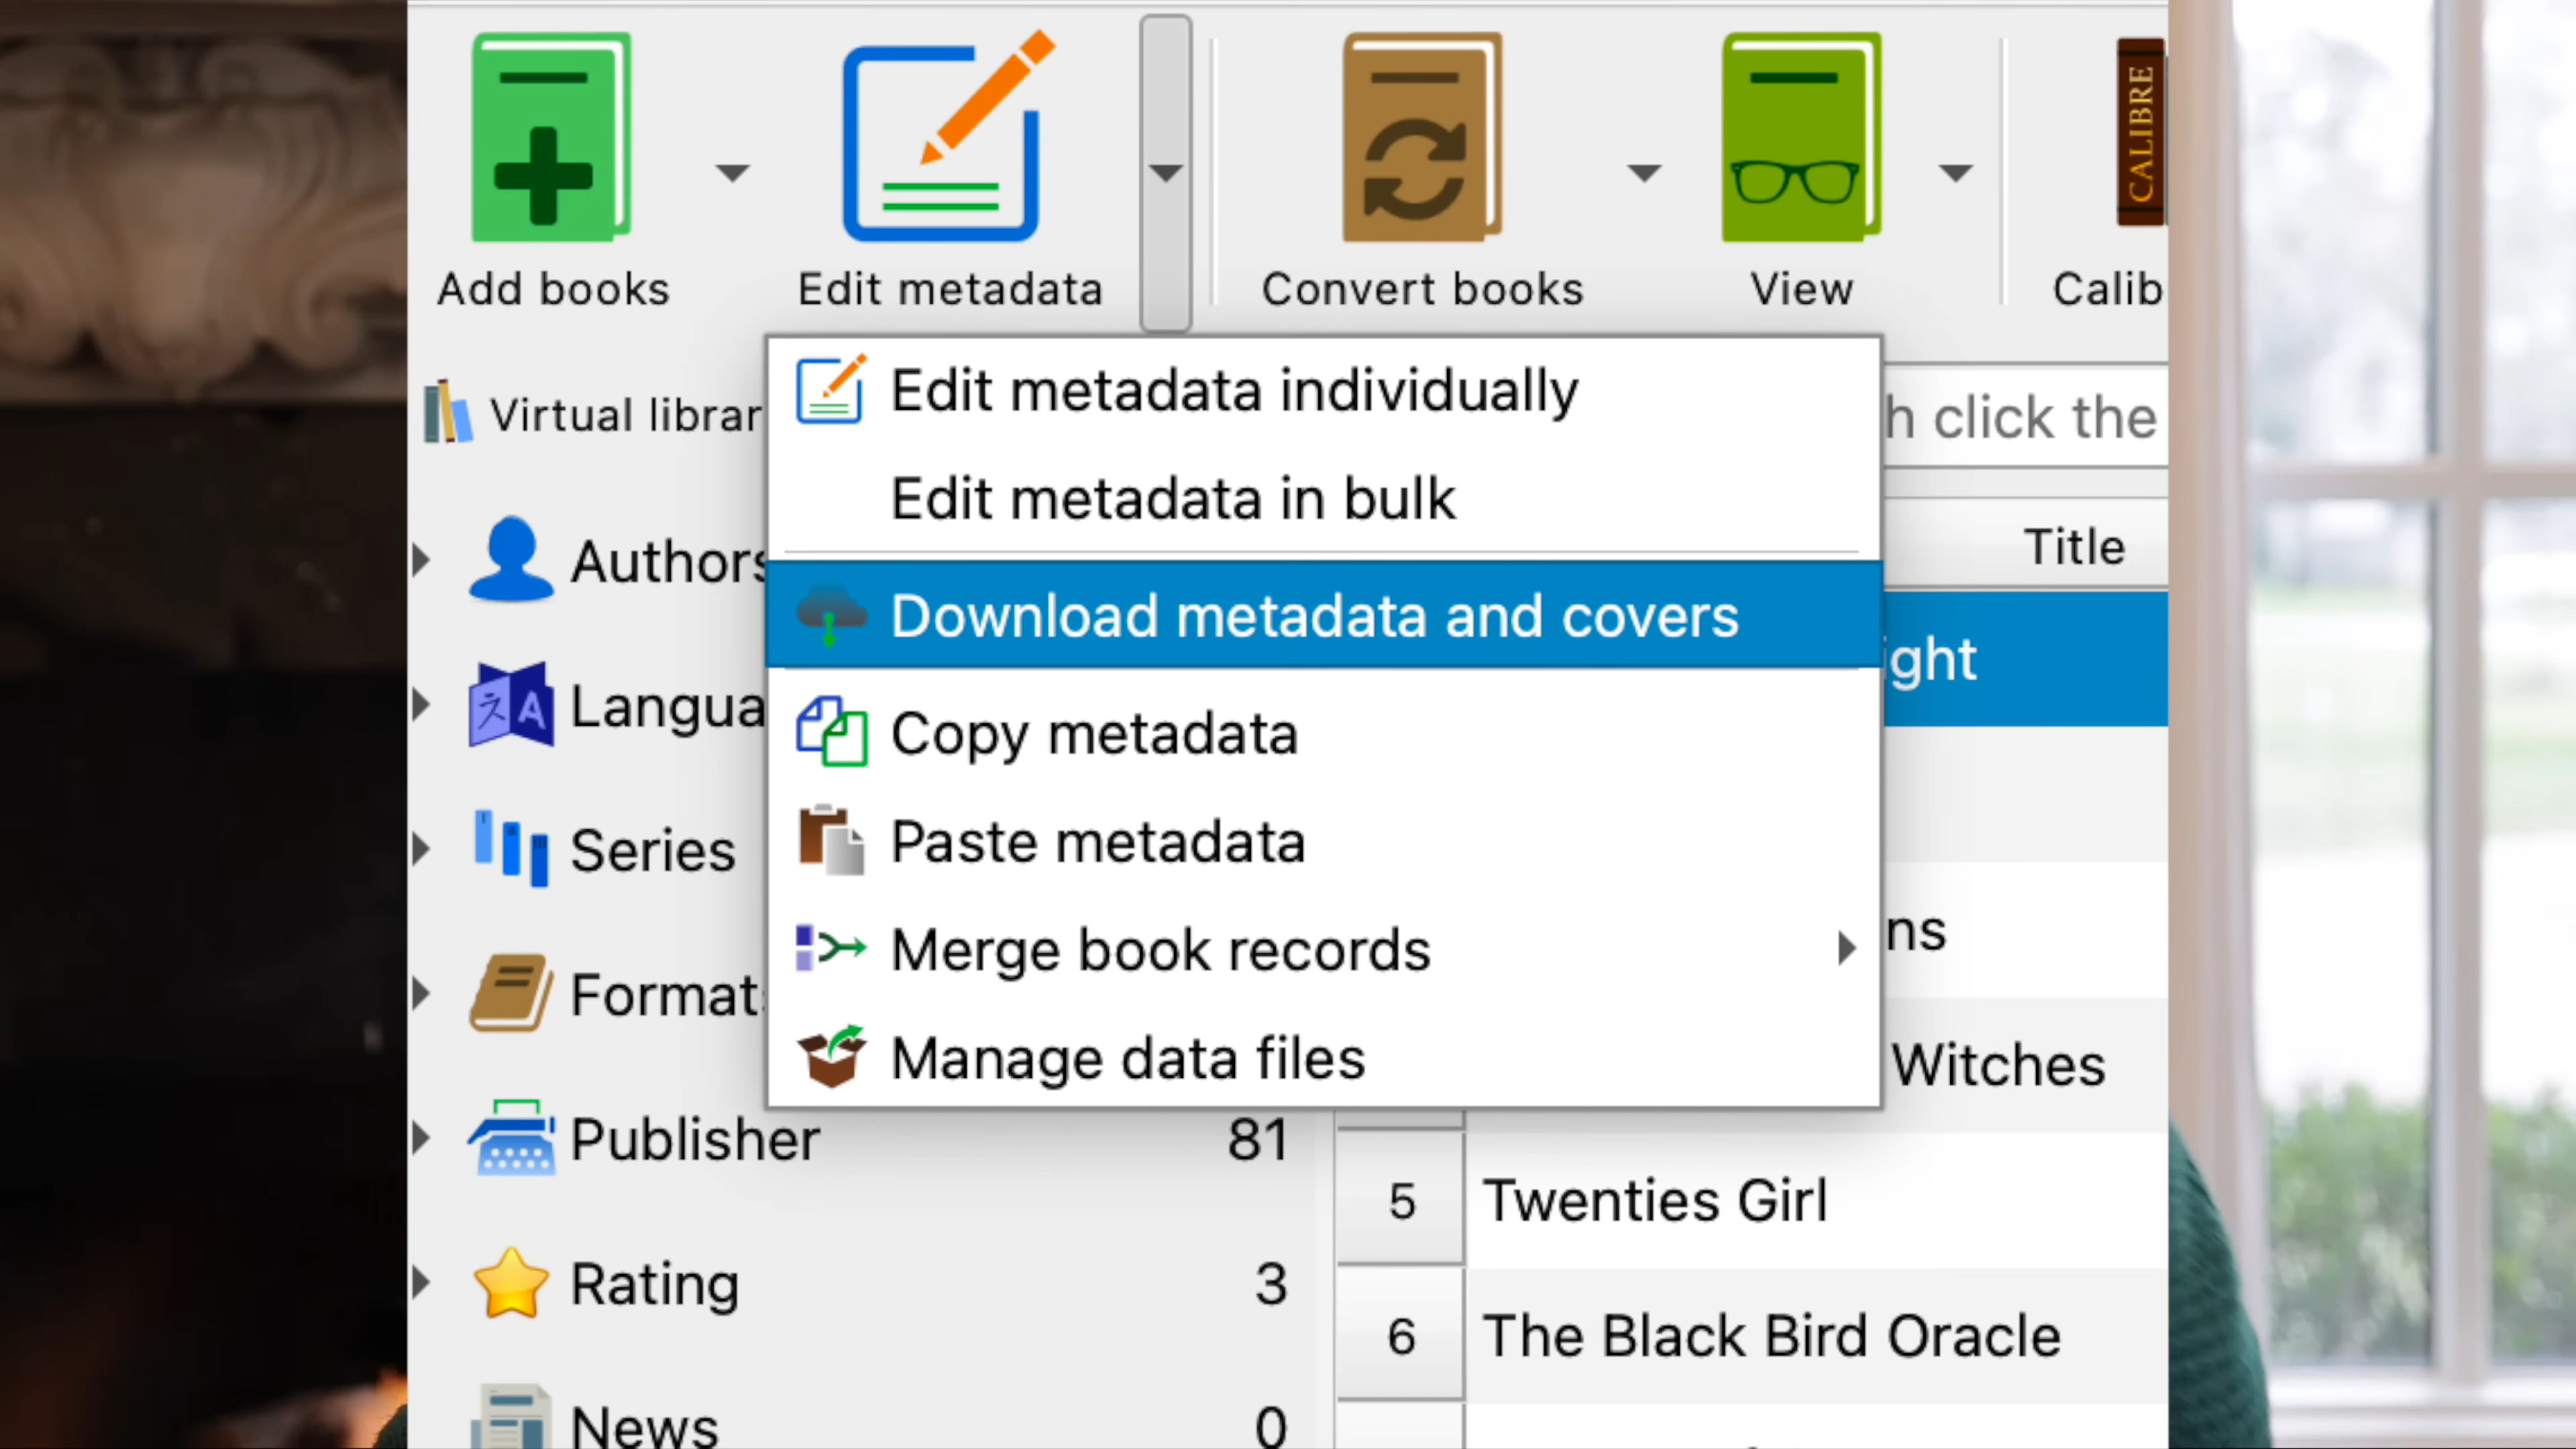 Add books
Edit metadata
Convert books
View
CALIBRE
Calib
Virtual librar
Edit metadata individually
Edit metadata in bulk
Download metadata and covers
Copy metadata
Paste metadata
Merge book records
Manage data files
h click the
Title
ight
ns
Witches
Authors
Langua
Series
Formats
Publisher 81
Rating 3
News 0
5 Twenties Girl
6 The Black Bird Oracle